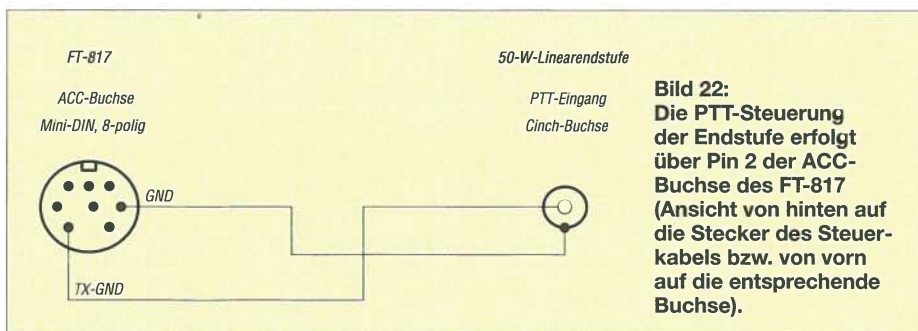 FT-817
ACC-Buchse
Mini-DIN, 8-polig
GND
TX-GND
50-W-Linearendstufe
PTT-Eingang
Cinch-Buchse
Bild 22:
Die PTT-Steuerung
der Endstufe erfolgt
über Pin 2 der ACC-
Buchse des FT-817
(Ansicht von hinten auf
die Stecker des Steuer-
kabels bzw. von vorn
auf die entsprechende
Buchse).